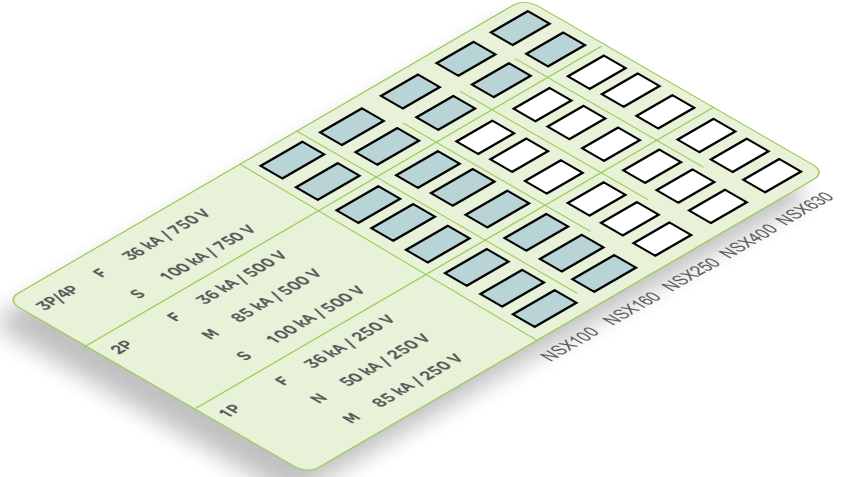 3P/4P F 36 kA / 750 V
S 100 kA / 750 V
2P F 36 kA / 500 V
M 85 kA / 500 V
S 100 kA / 500 V
1P F 36 kA / 250 V
N 50 kA / 250 V
M 85 kA / 250 V
NSX100
NSX160
NSX250
NSX400
NSX630